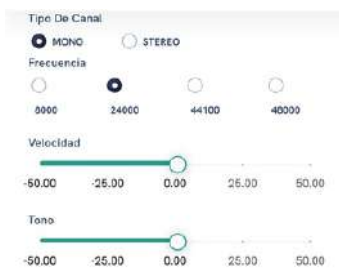 Tipo De Canal
MONO STEREO
Frecuencia
8000 24000 44100 48000
Velocidad
-50.00 -25.00 0.00 25.00 50.00
Tono
-50.00 -25.00 0.00 25.00 50.00